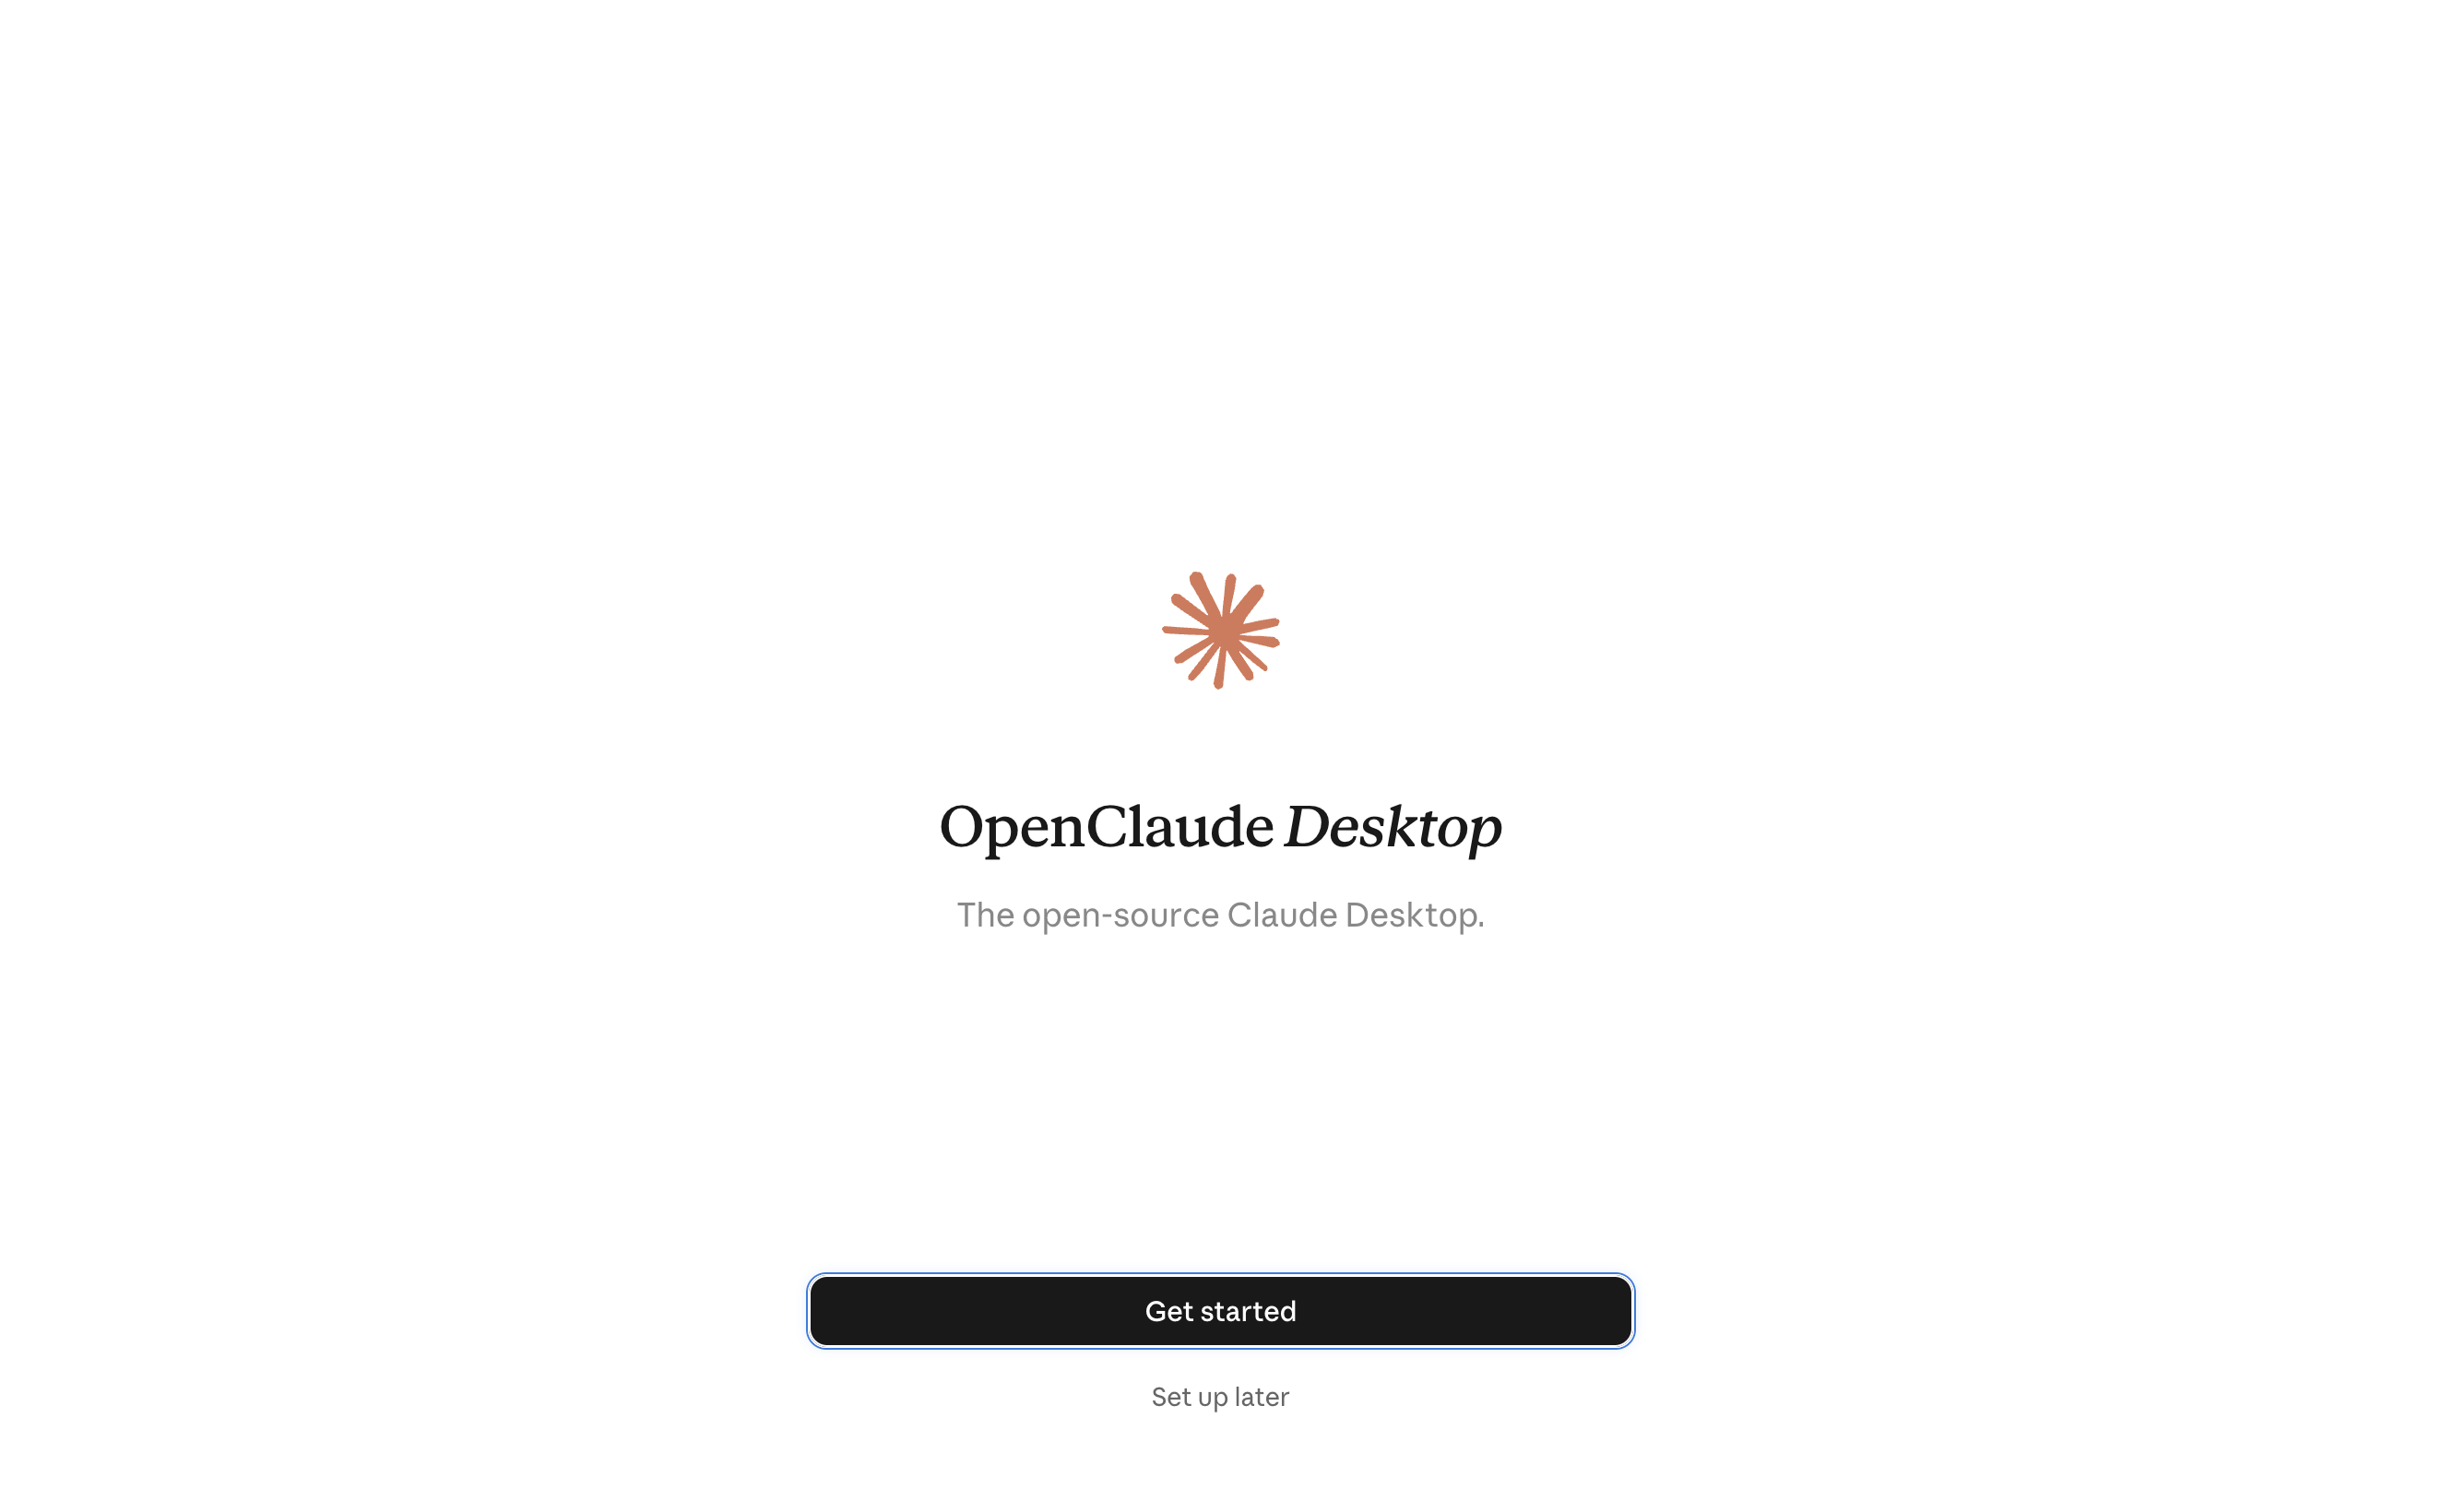 OpenClaude Desktop
The open-source Claude Desktop.
Get started
Set up later